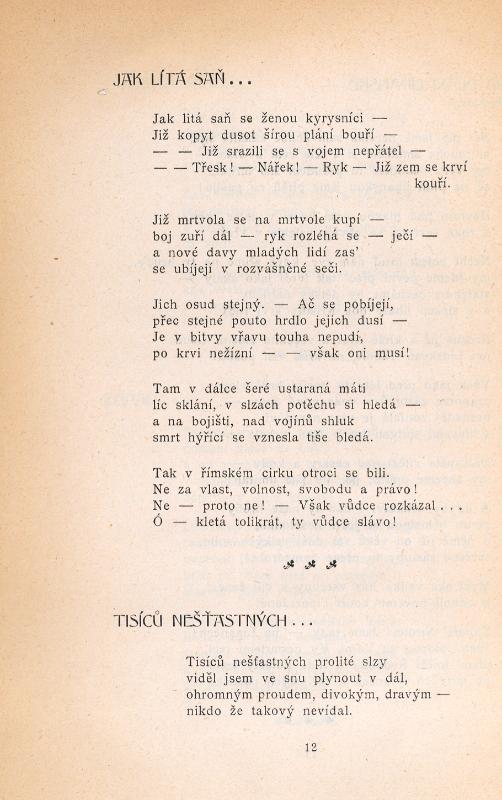 JAK LÍTÁ SAŇ...
Jak litá saň se ženou kyrysníci —
Již kopyt dusot šírou plání bouří —
— — Již srazili se s vojem nepřátel —
— — Třesk! — Nářek! — Ryk — Již zem se krví
kouří.
Již mrtvola se na mrtvole kupí —
boj zuří dál — ryk rozléhá se — ječí —
a nové davy mladých lidí zas'
se ubíjejí v rozvášněné seči.
Jich osud stejný. — Ač se pobíjejí,
přec stejné pouto hrdlo jejich dusí —
Je v bitvy vřavu touha nepudí,
po krvi nežízní — — však oni musí!
Tam v dálce šeré ustaraná máti
líc sklání, v slzách potěchu si hledá —
a na bojišti, nad vojínů shluk
smrt hýřící se vznesla tiše bledá.
Tak v římském cirku otroci se bili.
Ne za vlast, volnost, svobodu a právo!
Ne — proto ne! — Však vůdce rozkázal...
Ó — kletá tolikrát, ty vůdce slávo!
TISÍCŮ NEŠŤASTNÝCH...
Tisíců nešťastných prolité slzy
viděl jsem ve snu plynout v dál,
ohromným proudem, divokým, dravým —
nikdo že takový nevídal.
12